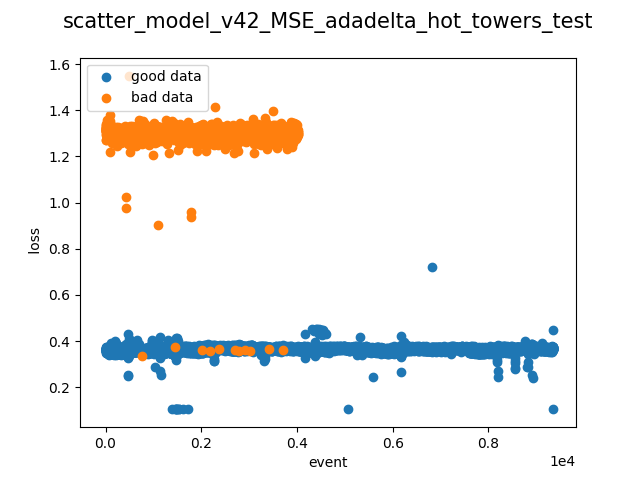 scatter_model_v42_MSE_adadelta_hot_towers_test
1.6
good data
bad data
1.4
1.2
1.0
loss
0.8
0.6
0.4
0.2
0.0 0.2 0.4 0.6 0.8
event 1e4